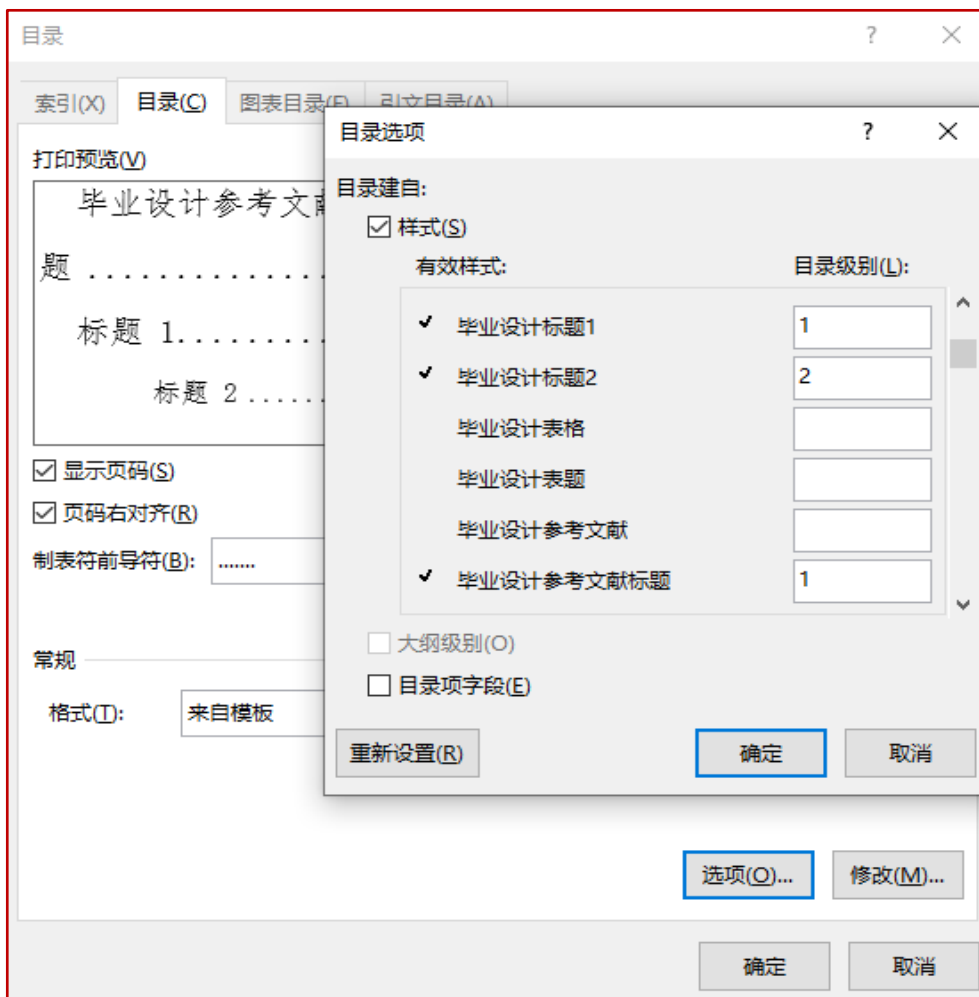 目录
索引(X) 目录(C) 图表目录(F) 引文目录(A)
打印预览(V)
毕业设计参考文
题 ..............
标题 1.........
标题 2......
显示页码(S)
页码右对齐(R)
制表符前导符(B): .......
常规
格式(T): 来自模板
目录选项
目录建自:
样式(S)
有效样式: 目录级别(L):
毕业设计标题1 1
毕业设计标题2 2
毕业设计表格
毕业设计表题
毕业设计参考文献
毕业设计参考文献标题 1
大纲级别(O)
目录项字段(E)
重新设置(R) 确定 取消
选项(O)... 修改(M)...
确定 取消